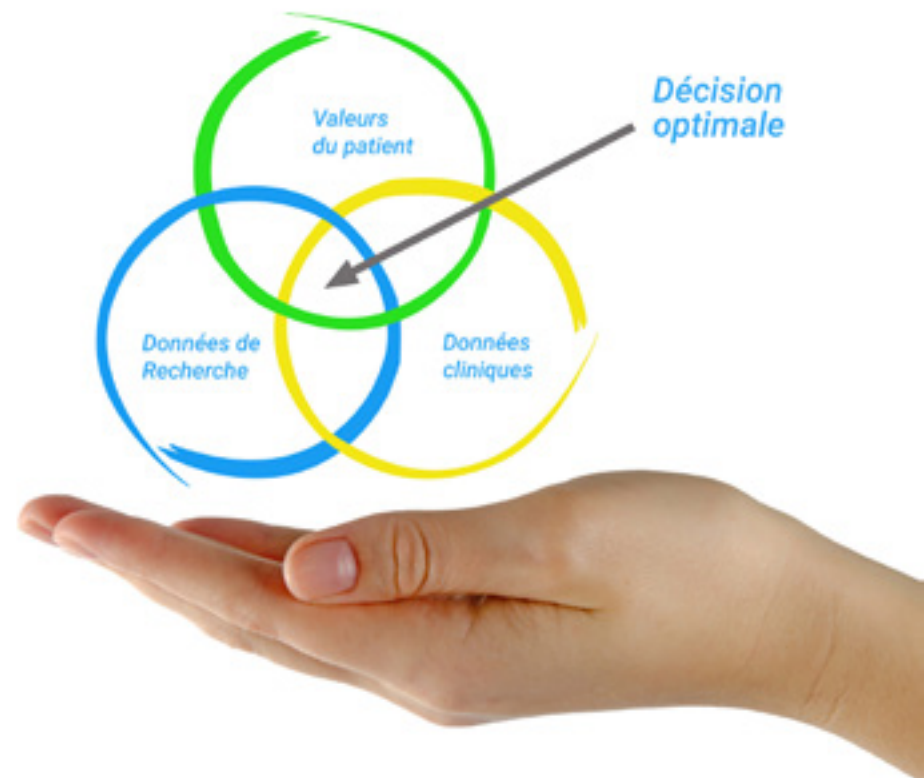 Valeurs
du patient
Décision
optimale
Données de
Recherche
Données
cliniques